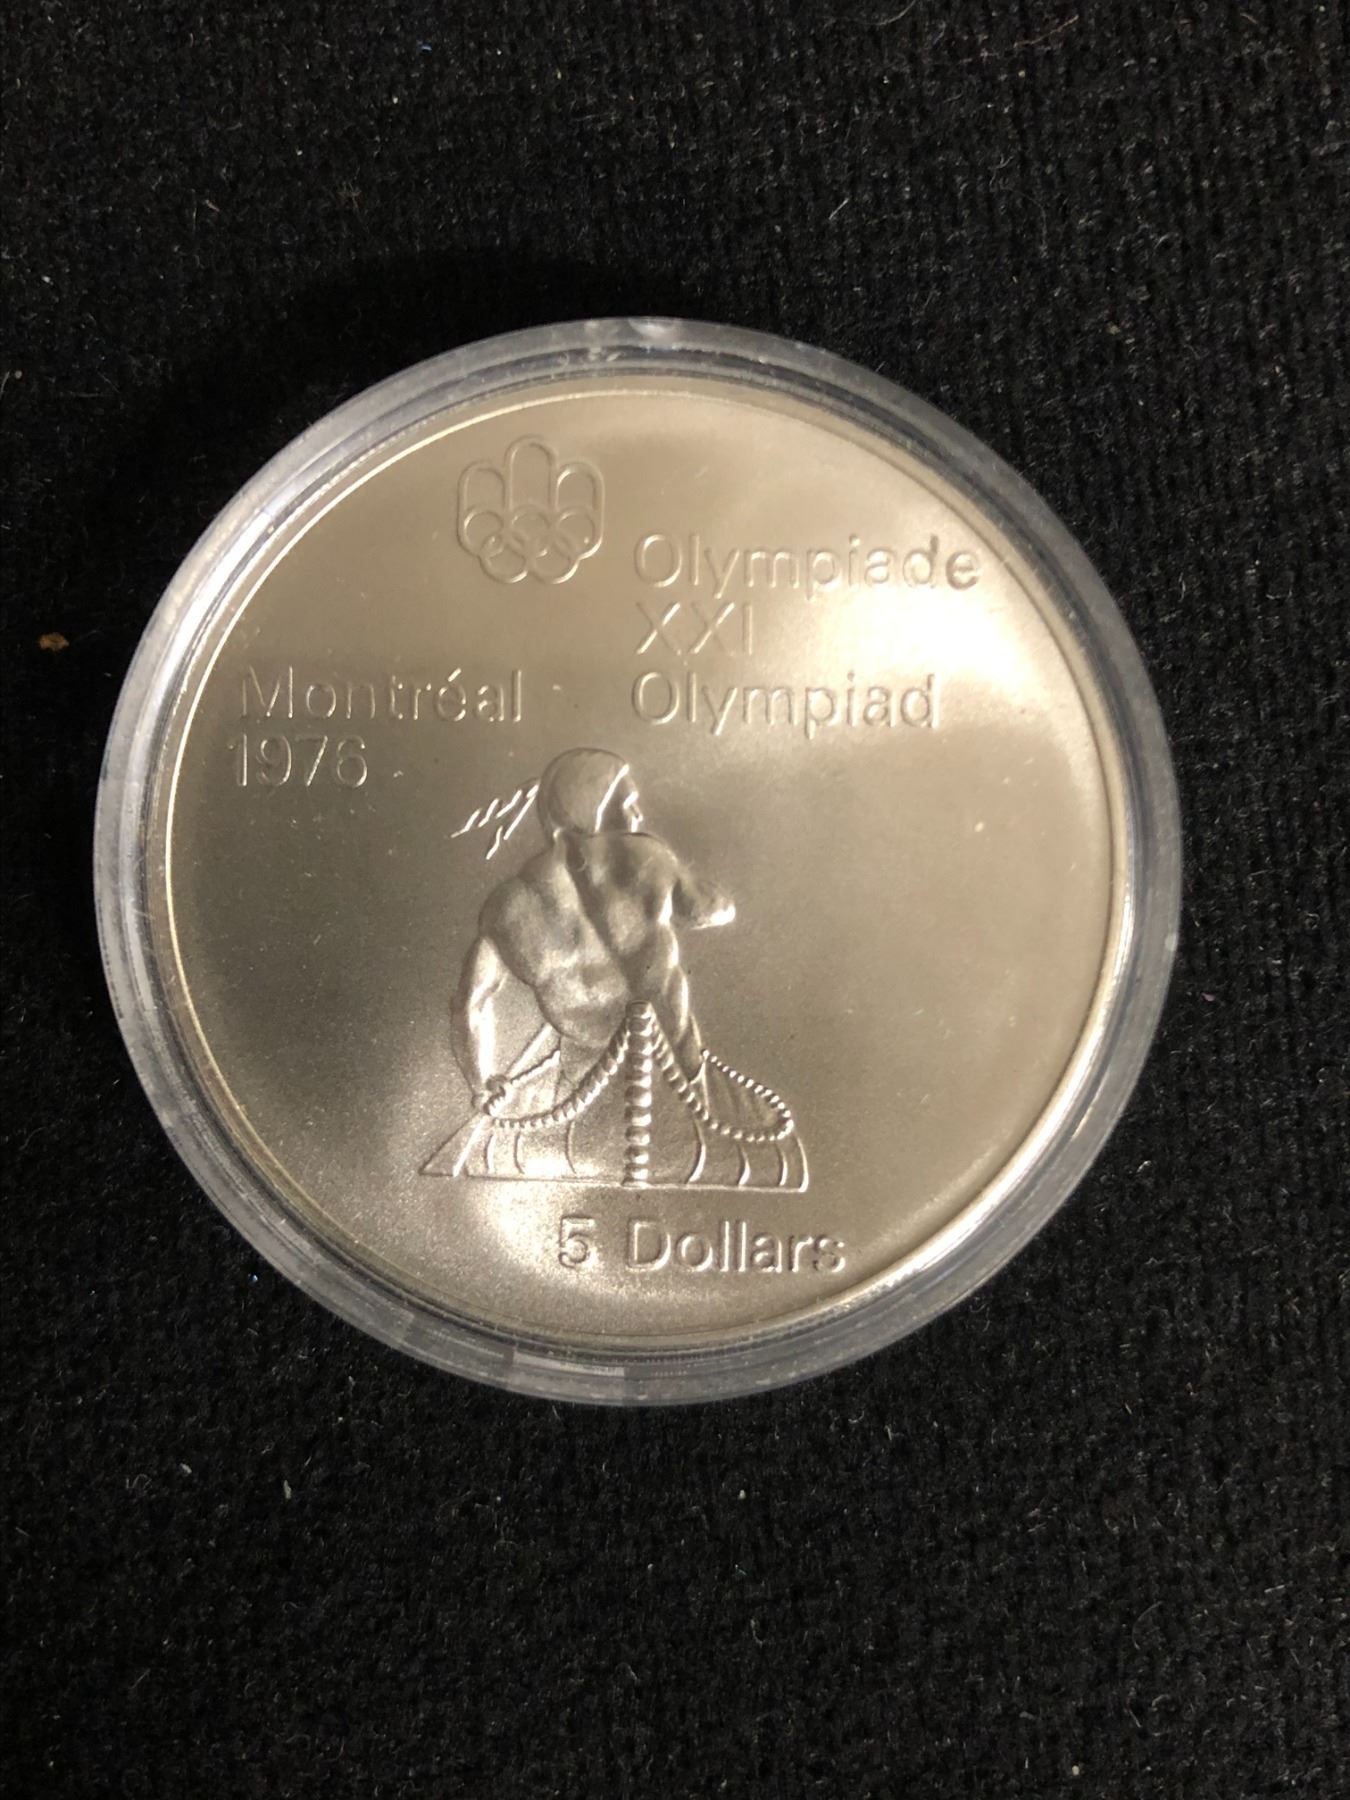 Olympiade
XXI
Olympiad
Montréal
1976
5 Dollars